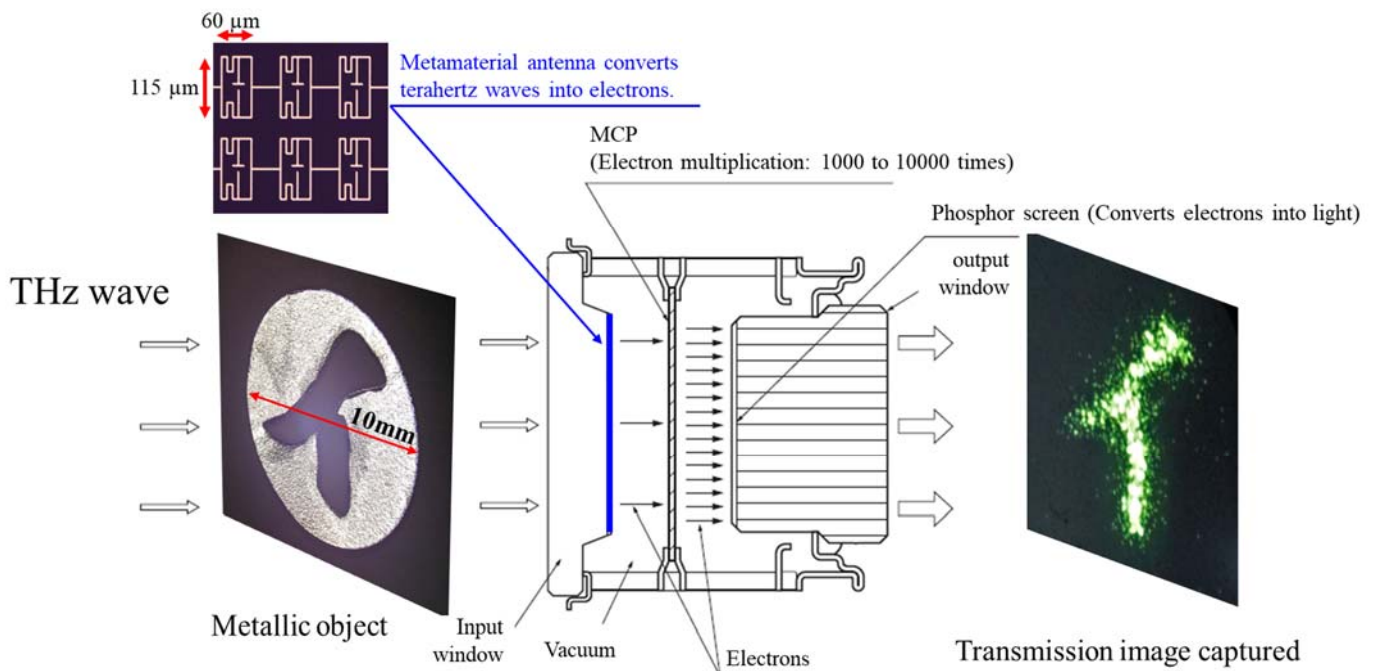 60 µm
115 µm
Metamaterial antenna converts
terahertz waves into electrons.
MCP
(Electron multiplication: 1000 to 10000 times)
Phosphor screen (Converts electrons into light)
output
window
THz wave
10mm
Metallic object
Input
window
Vacuum
Electrons
Transmission image captured